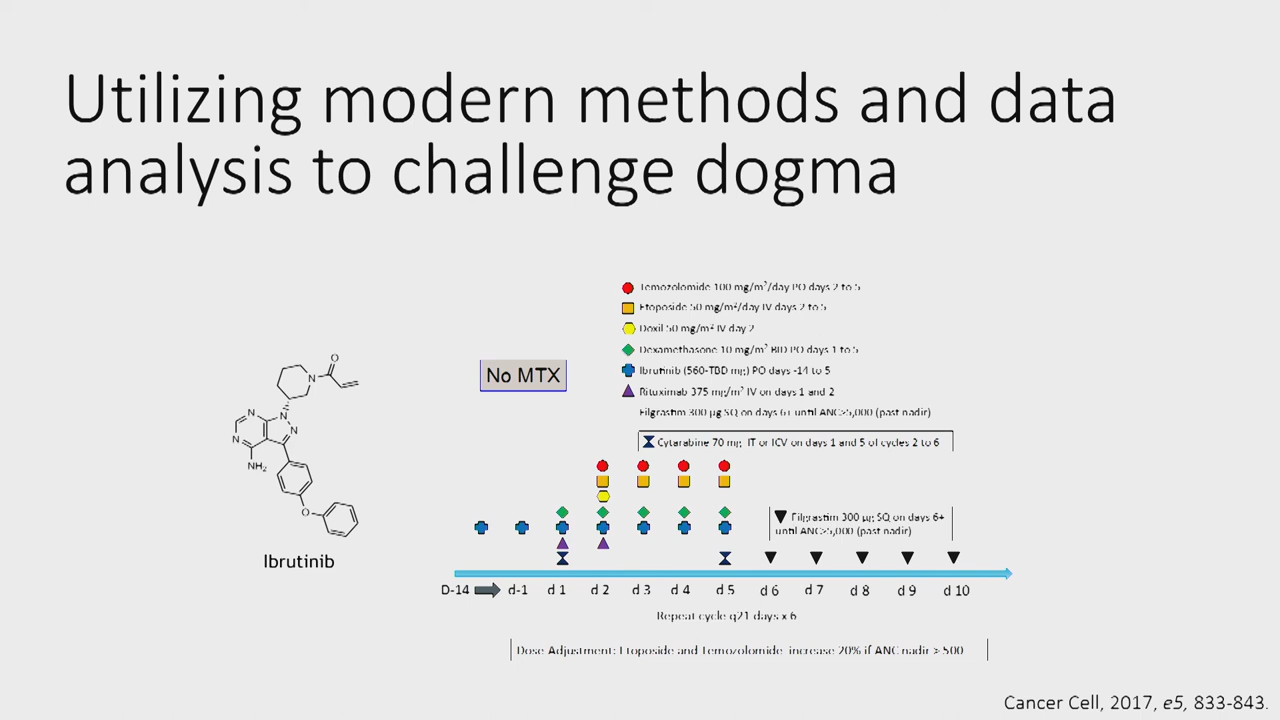 Utilizing modern methods and data
analysis to challenge dogma
Temozolomide 100 mg/m²/day PO days 2 to 5
Etoposide 50 mg/m²/day IV days 2 to 5
Doxil 50 mg/m² IV day 2
Dexamethasone 10 mg/m² BID PO days 1 to 5
No MTX
Ibrutinib (560-TBD mg) PO days -14 to 5
Rituximab 375 mg/m² IV on days 1 and 2
Filgrastim 300 µg SQ on days 6+ until ANC>5,000 (past nadir)
Cytarabine 70 mg IT or ICV on days 1 and 5 of cycles 2 to 6
O
N
N
N
N
N
NH₂
O
Ibrutinib
Filgrastim 300 µg SQ on days 6+
until ANC>5,000 (past nadir)
D-14 d-1 d 1 d 2 d 3 d 4 d 5 d 6 d 7 d 8 d 9 d 10
Repeat cycle q21 days x 6
Dose Adjustment: Etoposide and Temozolomide increase 20% if ANC nadir > 500
Cancer Cell, 2017, e5, 833-843.